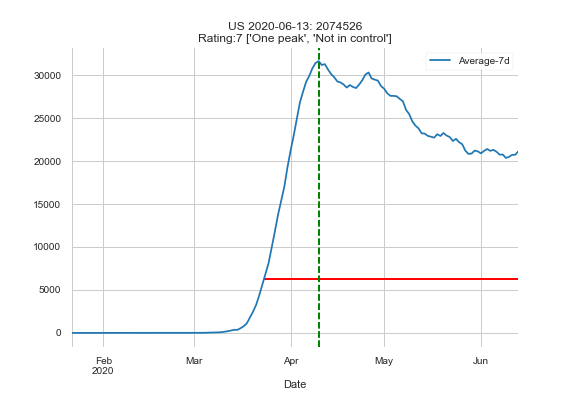 US 2020-06-13: 2074526
Rating:7 ['One peak', 'Not in control']
Average-7d
30000
25000
20000
15000
10000
5000
0
Feb Mar Apr May Jun
2020
Date